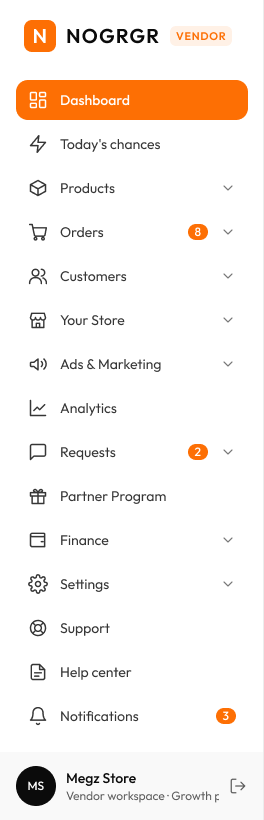 N NOGRGR VENDOR
Dashboard
Today's chances
Products
Orders 8
Customers
Your Store
Ads & Marketing
Analytics
Requests 2
Partner Program
Finance
Settings
Support
Help center
Notifications 3
MS Megz Store
Vendor workspace · Growth